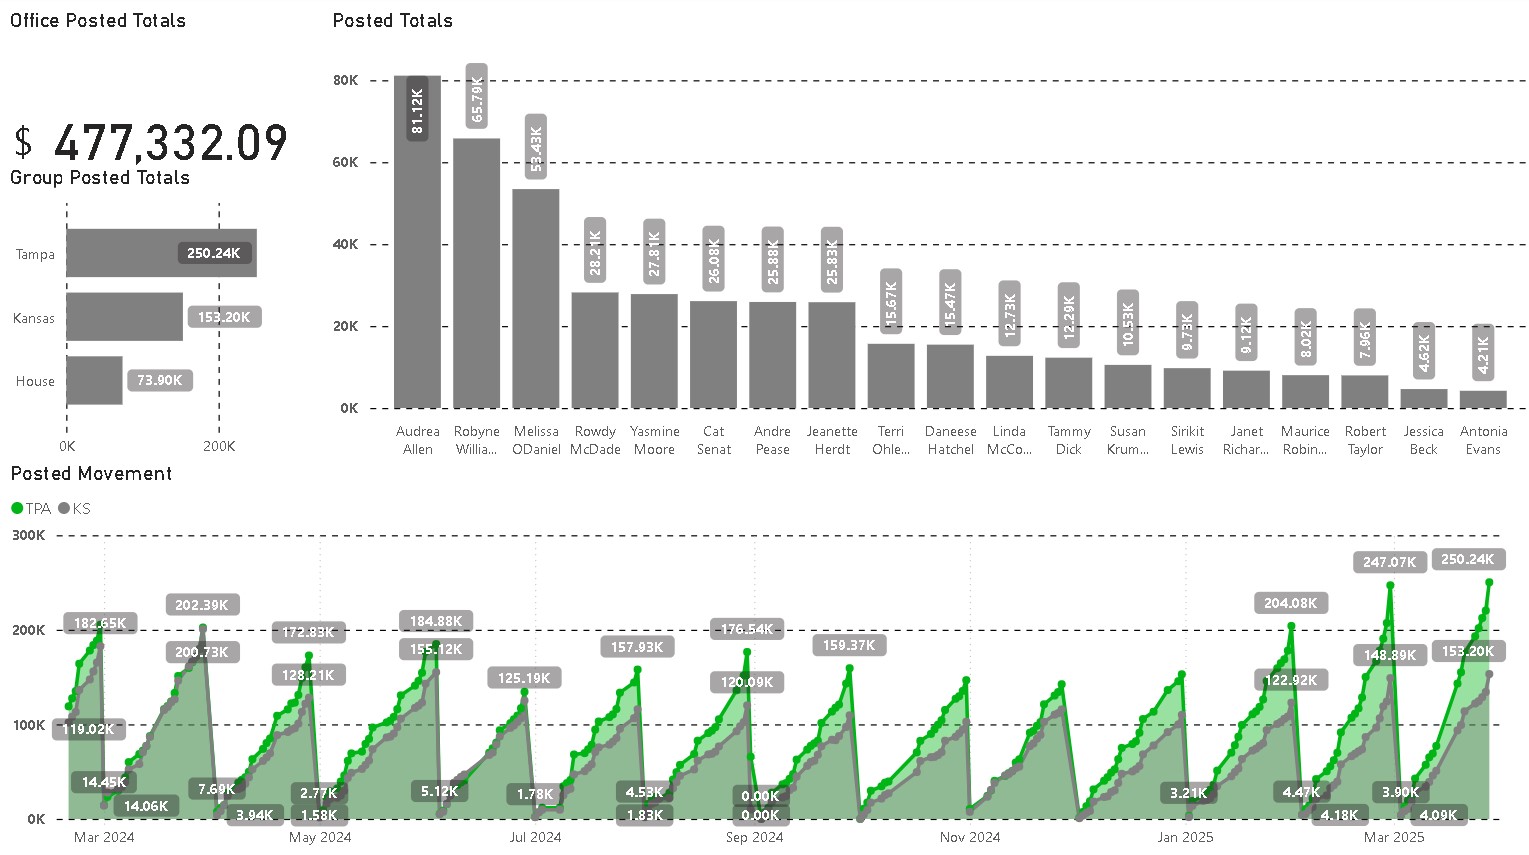 Office Posted Totals
$ 477,332.09
Group Posted Totals
Tampa 250.24K
Kansas 153.20K
House 73.90K
0K 200K
Posted Totals
80K
60K
40K
20K
0K
81.12K 65.79K 53.43K 28.21K 27.81K 26.08K 25.88K 25.83K 15.67K 15.47K 12.73K 12.29K 10.53K 9.73K 9.12K 8.02K 7.96K 4.62K 4.21K
Audrea Robyne Melissa Rowdy Yasmine Cat Andre Jeanette Terri Daneese Linda Tammy Susan Sirikit Janet Maurice Robert Jessica Antonia
Allen Willia... ODaniel McDade Moore Senat Pease Herdt Ohle... Hatchel McCo... Dick Krum... Lewis Richar... Robin... Taylor Beck Evans
Posted Movement
TPA KS
300K
200K
100K
0K
182.65K 202.39K 172.83K 184.88K 125.19K 157.93K 176.54K 159.37K 204.08K 247.07K 250.24K
119.02K 200.73K 128.21K 155.12K 120.09K 122.92K 148.89K 153.20K
14.45K 7.69K 2.77K 5.12K 1.78K 4.53K 0.00K 3.21K 4.47K 3.90K
14.06K 3.94K 1.58K 1.83K 0.00K 4.18K 4.09K
Mar 2024 May 2024 Jul 2024 Sep 2024 Nov 2024 Jan 2025 Mar 2025